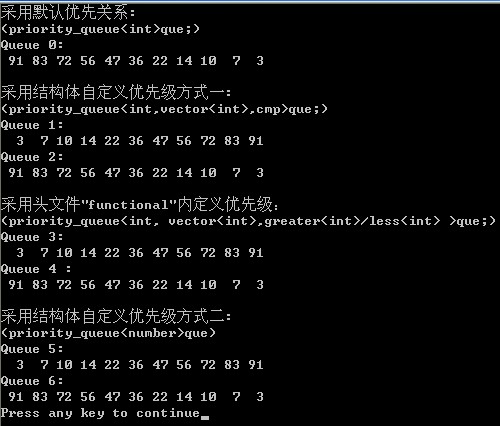 采用默认优先关系:
(priority_queue<int>que;)
Queue 0:
91 83 72 56 47 36 22 14 10 7 3
采用结构体自定义优先级方式一:
(priority_queue<int,vector<int>,cmp>que;)
Queue 1:
3 7 10 14 22 36 47 56 72 83 91
Queue 2:
91 83 72 56 47 36 22 14 10 7 3
采用头文件"functional"内定义优先级:
(priority_queue<int, vector<int>,greater<int>/less<int> >que;)
Queue 3:
3 7 10 14 22 36 47 56 72 83 91
Queue 4 :
91 83 72 56 47 36 22 14 10 7 3
采用结构体自定义优先级方式二:
(priority_queue<number>que)
Queue 5:
3 7 10 14 22 36 47 56 72 83 91
Queue 6:
91 83 72 56 47 36 22 14 10 7 3
Press any key to continue_